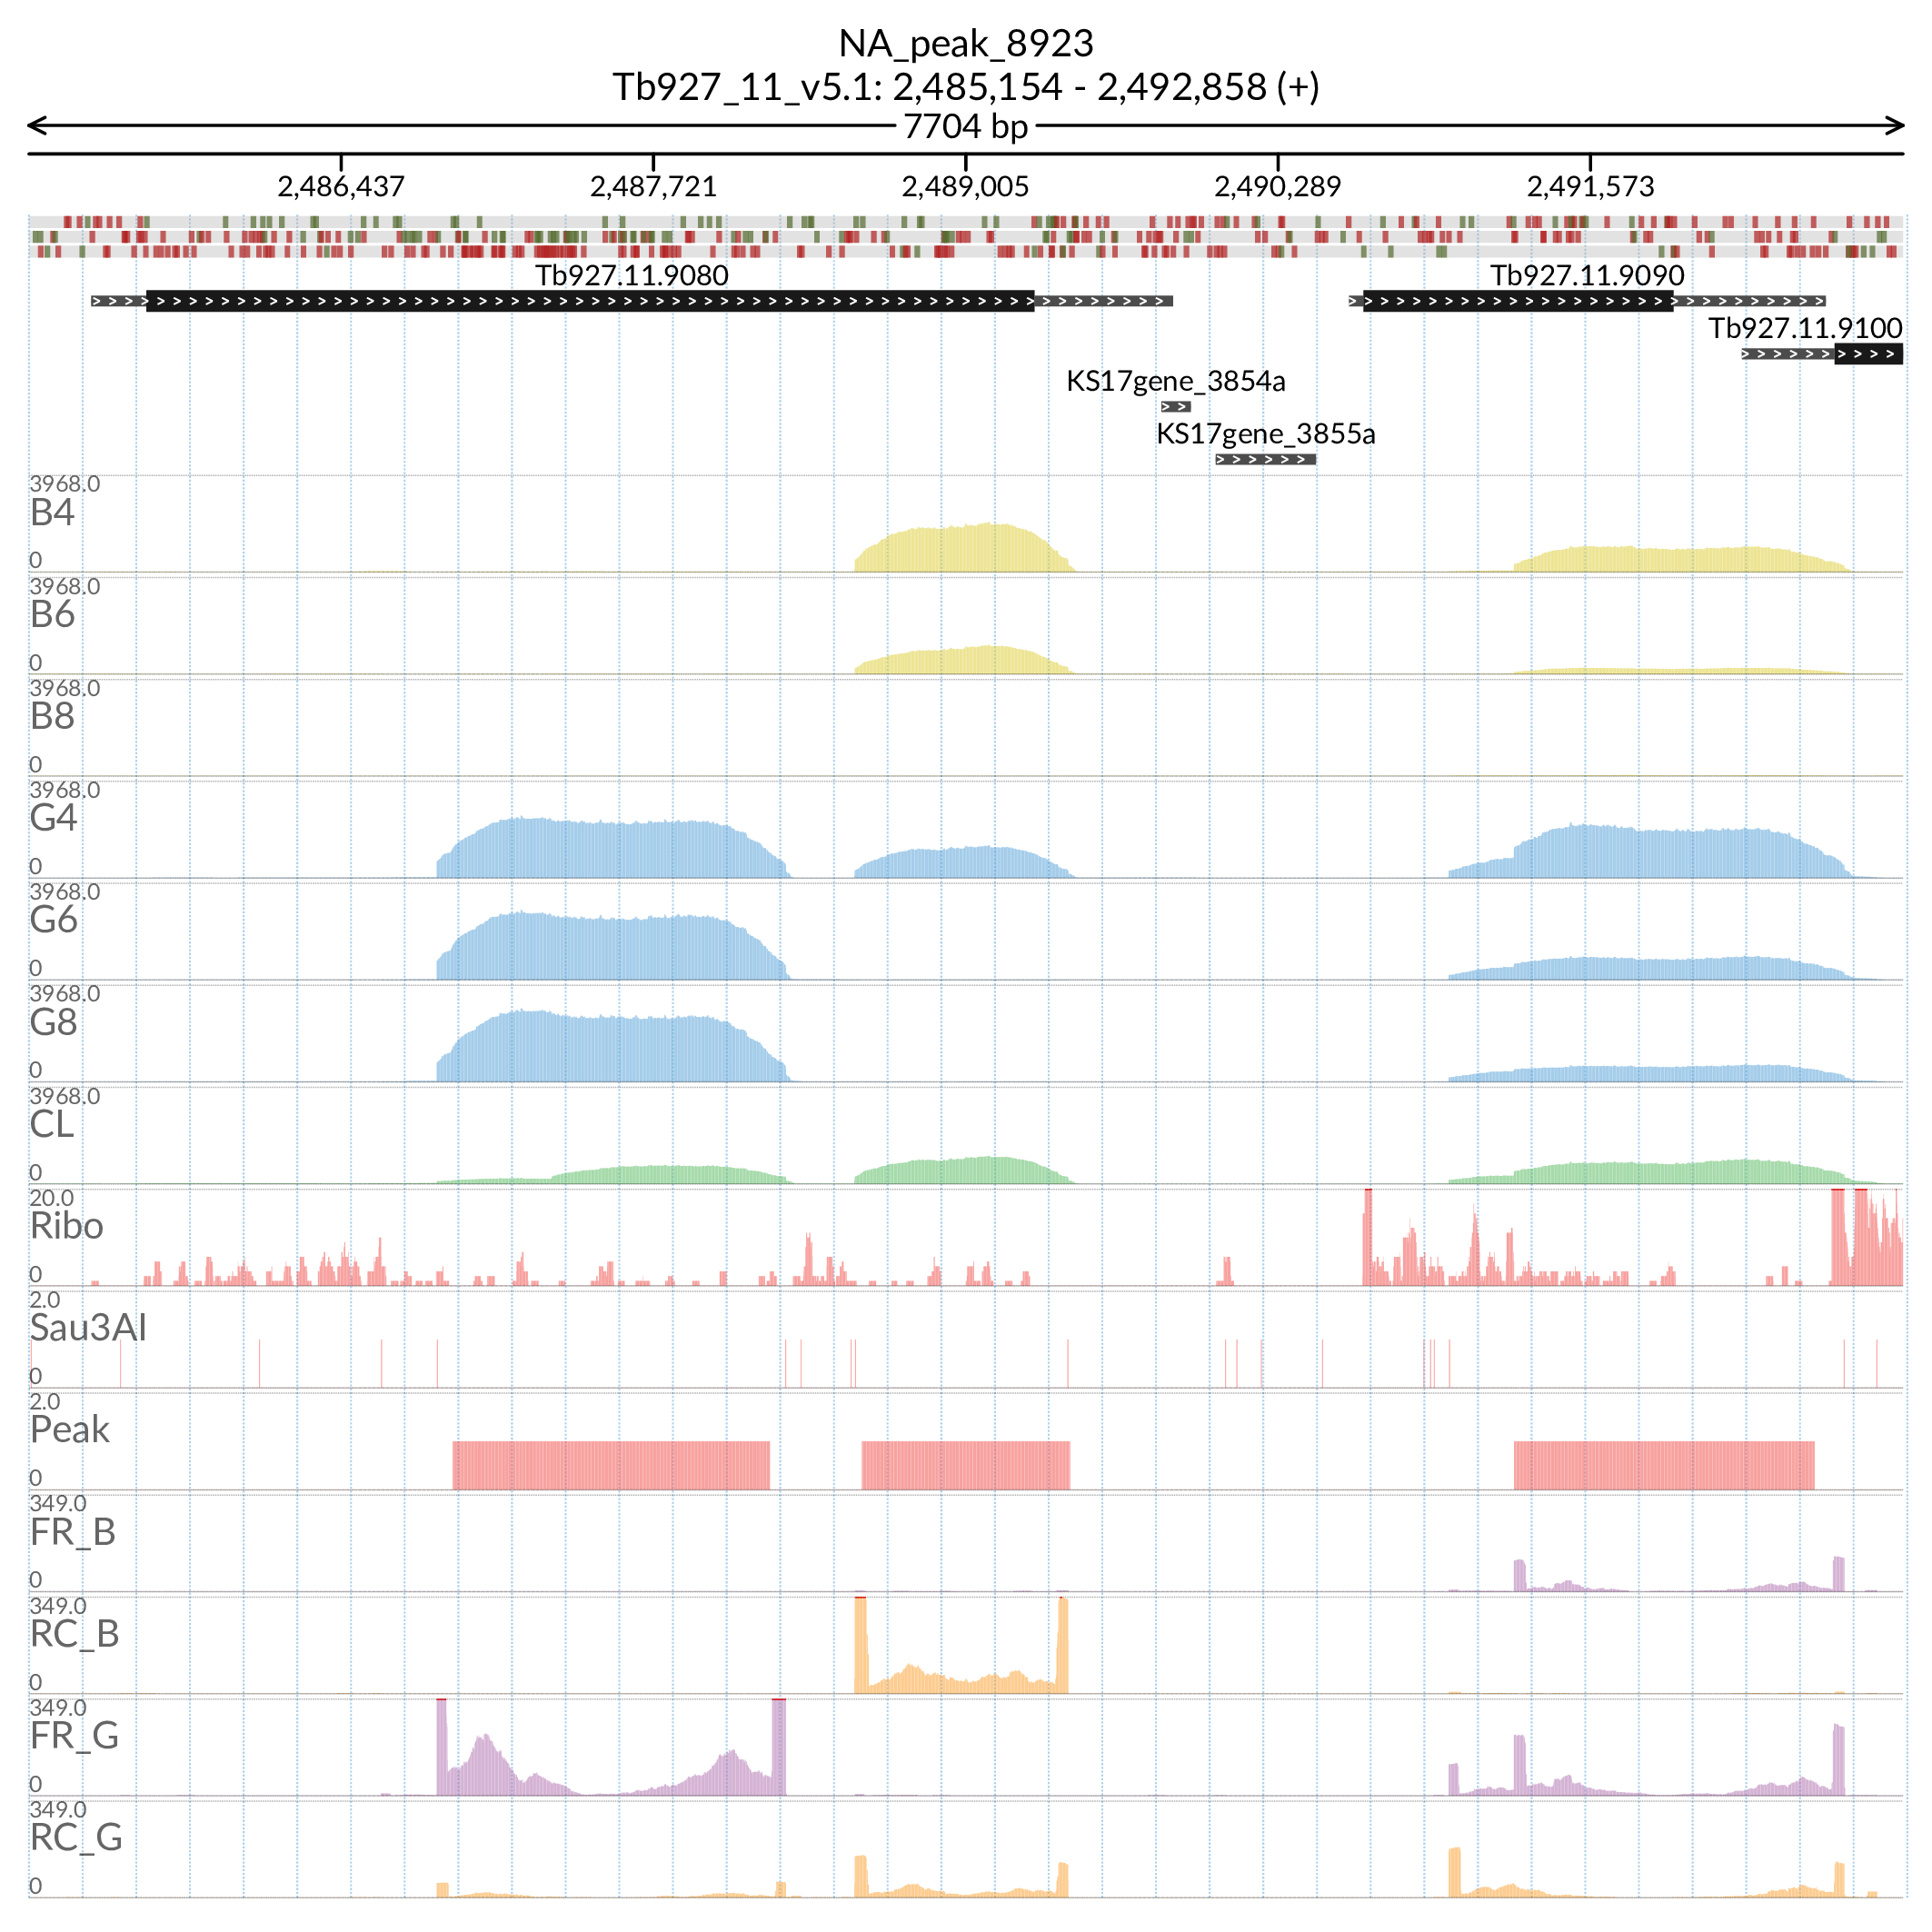 NA_peak_8923
Tb927_11_v5.1: 2,485,154 - 2,492,858 (+)
7704 bp
2,486,437 2,487,721 2,489,005 2,490,289 2,491,573
Tb927.11.9080 Tb927.11.9090
Tb927.11.9100
KS17gene_3854a
KS17gene_3855a
3968.0
B4
0
3968.0
B6
0
3968.0
B8
0
3968.0
G4
0
3968.0
G6
0
3968.0
G8
0
3968.0
CL
0
20.0
Ribo
0
2.0
Sau3AI
0
2.0
Peak
0
349.0
FR_B
0
349.0
RC_B
0
349.0
FR_G
0
349.0
RC_G
0